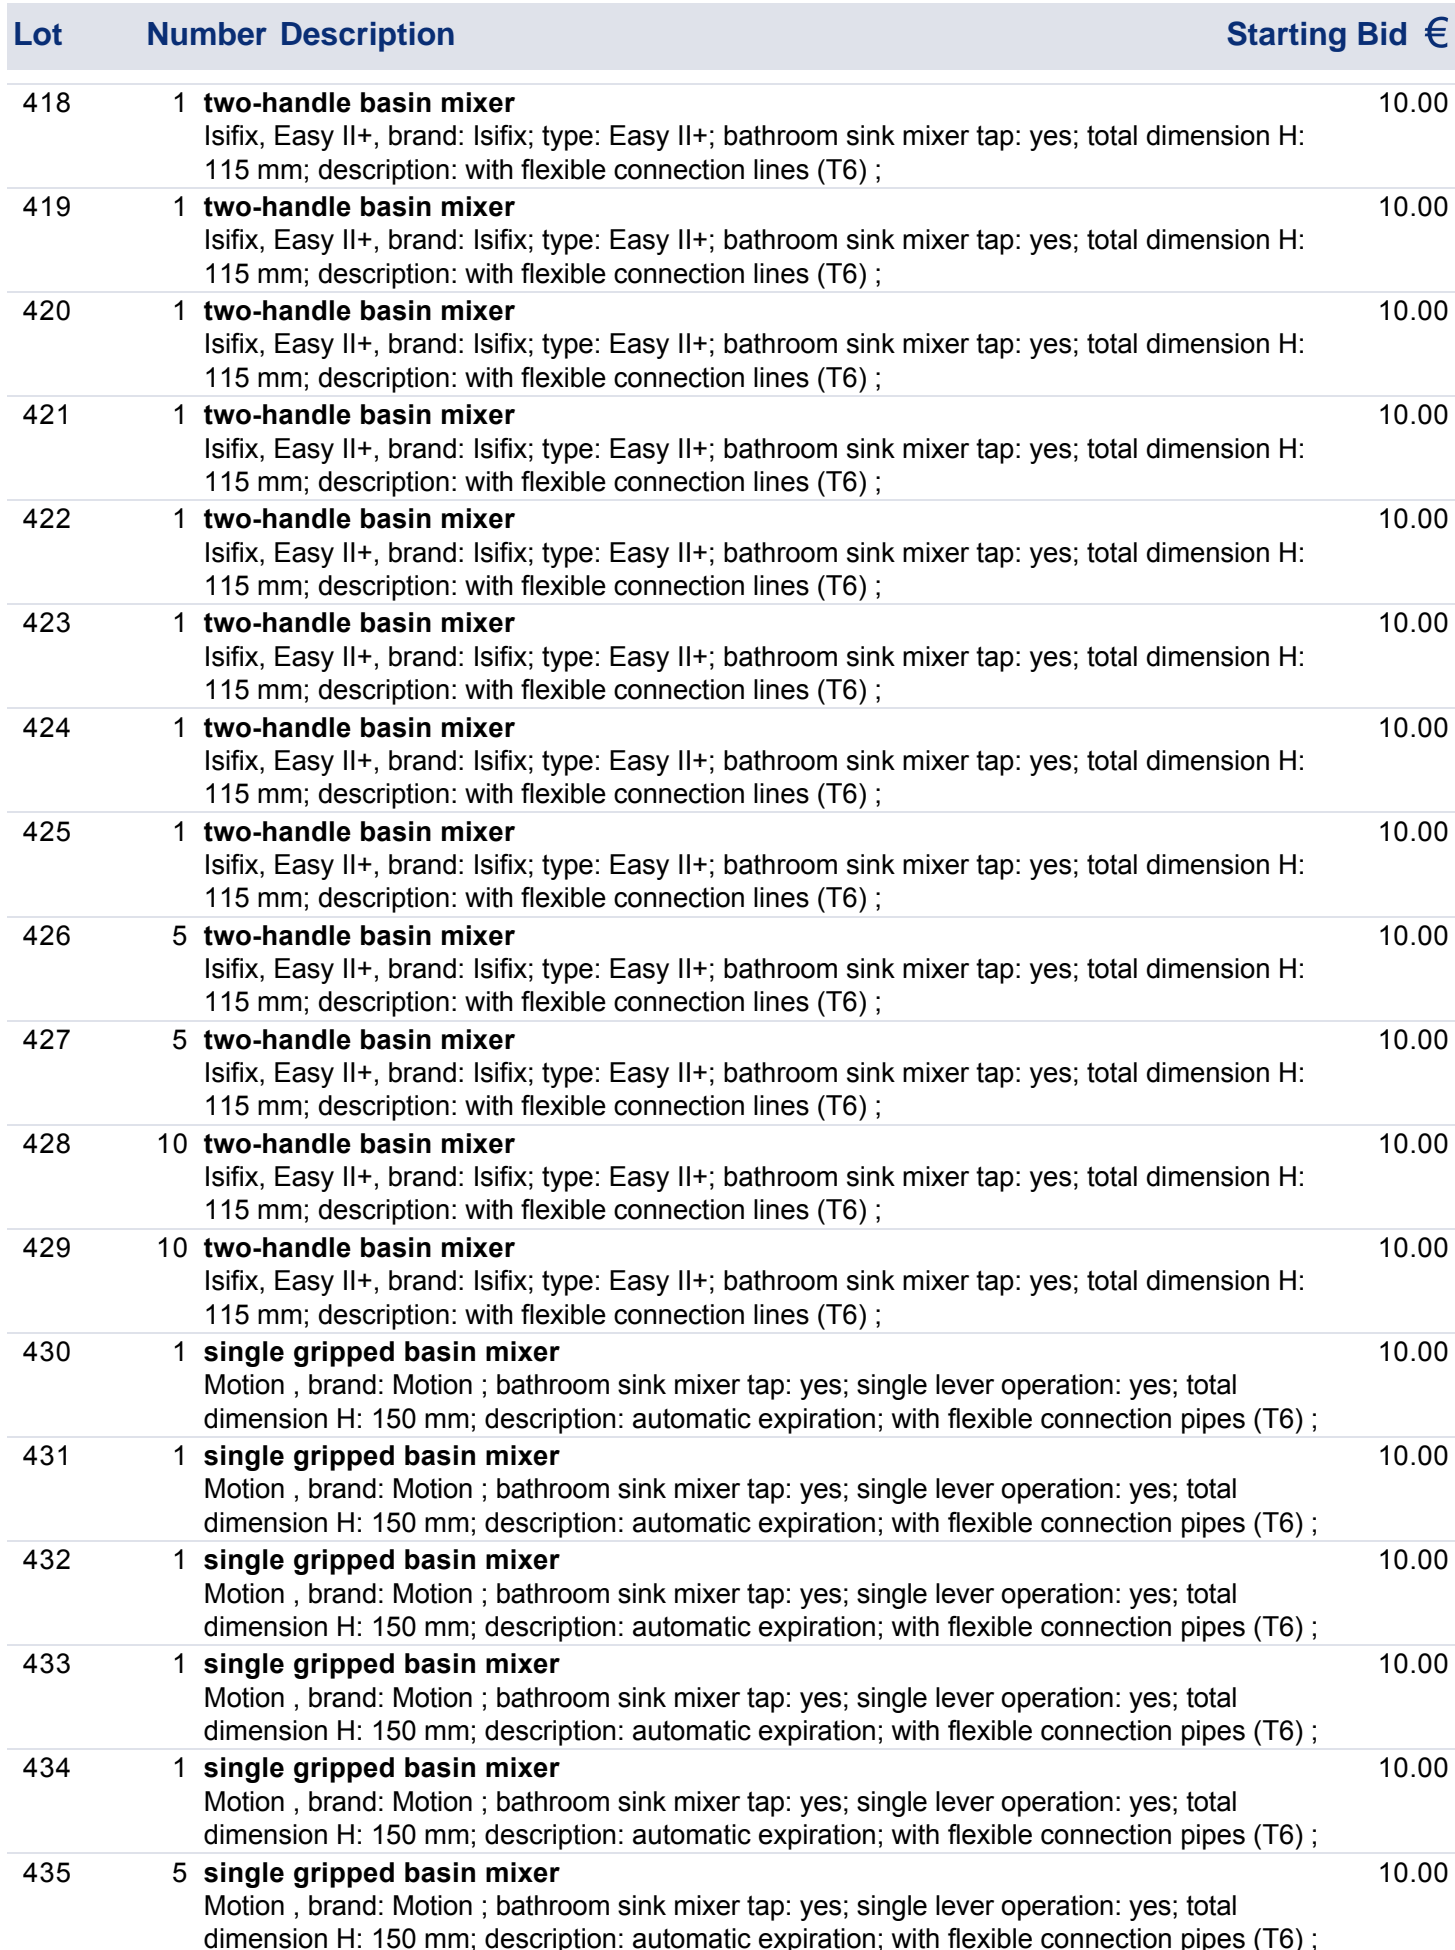 Lot Number Description Starting Bid €
418 1 two-handle basin mixer 10.00
Isifix, Easy II+, brand: Isifix; type: Easy II+; bathroom sink mixer tap: yes; total dimension H:
115 mm; description: with flexible connection lines (T6) ;
419 1 two-handle basin mixer 10.00
Isifix, Easy II+, brand: Isifix; type: Easy II+; bathroom sink mixer tap: yes; total dimension H:
115 mm; description: with flexible connection lines (T6) ;
420 1 two-handle basin mixer 10.00
Isifix, Easy II+, brand: Isifix; type: Easy II+; bathroom sink mixer tap: yes; total dimension H:
115 mm; description: with flexible connection lines (T6) ;
421 1 two-handle basin mixer 10.00
Isifix, Easy II+, brand: Isifix; type: Easy II+; bathroom sink mixer tap: yes; total dimension H:
115 mm; description: with flexible connection lines (T6) ;
422 1 two-handle basin mixer 10.00
Isifix, Easy II+, brand: Isifix; type: Easy II+; bathroom sink mixer tap: yes; total dimension H:
115 mm; description: with flexible connection lines (T6) ;
423 1 two-handle basin mixer 10.00
Isifix, Easy II+, brand: Isifix; type: Easy II+; bathroom sink mixer tap: yes; total dimension H:
115 mm; description: with flexible connection lines (T6) ;
424 1 two-handle basin mixer 10.00
Isifix, Easy II+, brand: Isifix; type: Easy II+; bathroom sink mixer tap: yes; total dimension H:
115 mm; description: with flexible connection lines (T6) ;
425 1 two-handle basin mixer 10.00
Isifix, Easy II+, brand: Isifix; type: Easy II+; bathroom sink mixer tap: yes; total dimension H:
115 mm; description: with flexible connection lines (T6) ;
426 5 two-handle basin mixer 10.00
Isifix, Easy II+, brand: Isifix; type: Easy II+; bathroom sink mixer tap: yes; total dimension H:
115 mm; description: with flexible connection lines (T6) ;
427 5 two-handle basin mixer 10.00
Isifix, Easy II+, brand: Isifix; type: Easy II+; bathroom sink mixer tap: yes; total dimension H:
115 mm; description: with flexible connection lines (T6) ;
428 10 two-handle basin mixer 10.00
Isifix, Easy II+, brand: Isifix; type: Easy II+; bathroom sink mixer tap: yes; total dimension H:
115 mm; description: with flexible connection lines (T6) ;
429 10 two-handle basin mixer 10.00
Isifix, Easy II+, brand: Isifix; type: Easy II+; bathroom sink mixer tap: yes; total dimension H:
115 mm; description: with flexible connection lines (T6) ;
430 1 single gripped basin mixer 10.00
Motion , brand: Motion ; bathroom sink mixer tap: yes; single lever operation: yes; total
dimension H: 150 mm; description: automatic expiration; with flexible connection pipes (T6) ;
431 1 single gripped basin mixer 10.00
Motion , brand: Motion ; bathroom sink mixer tap: yes; single lever operation: yes; total
dimension H: 150 mm; description: automatic expiration; with flexible connection pipes (T6) ;
432 1 single gripped basin mixer 10.00
Motion , brand: Motion ; bathroom sink mixer tap: yes; single lever operation: yes; total
dimension H: 150 mm; description: automatic expiration; with flexible connection pipes (T6) ;
433 1 single gripped basin mixer 10.00
Motion , brand: Motion ; bathroom sink mixer tap: yes; single lever operation: yes; total
dimension H: 150 mm; description: automatic expiration; with flexible connection pipes (T6) ;
434 1 single gripped basin mixer 10.00
Motion , brand: Motion ; bathroom sink mixer tap: yes; single lever operation: yes; total
dimension H: 150 mm; description: automatic expiration; with flexible connection pipes (T6) ;
435 5 single gripped basin mixer 10.00
Motion , brand: Motion ; bathroom sink mixer tap: yes; single lever operation: yes; total
dimension H: 150 mm; description: automatic expiration; with flexible connection pipes (T6) ;